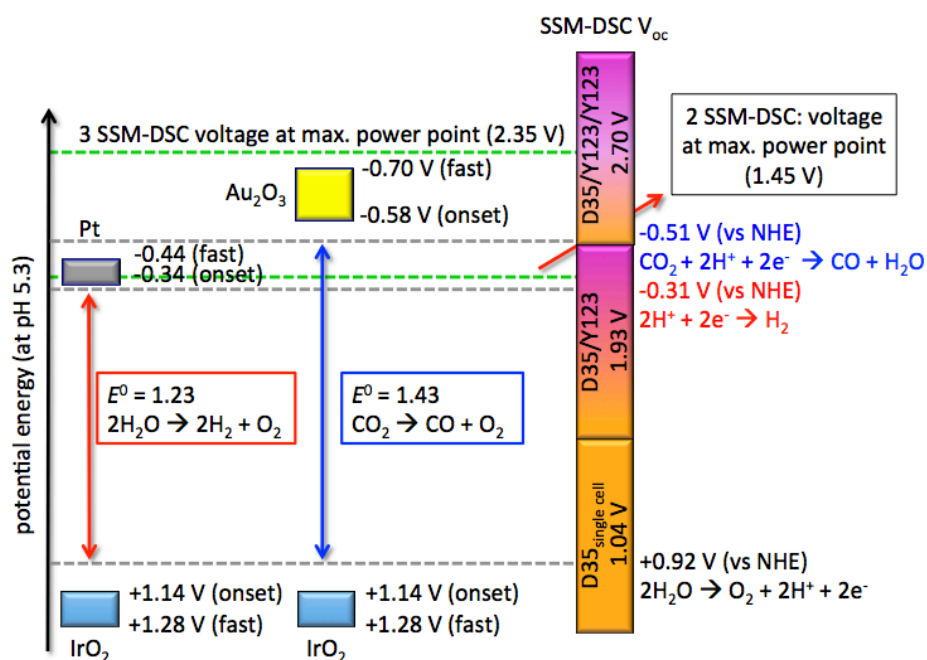 SSM-DSC Voc
3 SSM-DSC voltage at max. power point (2.35 V)
2 SSM-DSC: voltage
at max. power point
(1.45 V)
potential energy (at pH 5.3)
Au2O3
-0.70 V (fast)
-0.58 V (onset)
Pt
-0.44 (fast)
-0.34 (onset)
D35/Y123/Y123
2.70 V
-0.51 V (vs NHE)
CO2 + 2H+ + 2e- → CO + H2O
-0.31 V (vs NHE)
2H+ + 2e- → H2
D35/Y123
1.93 V
E0 = 1.23
2H2O → 2H2 + O2
E0 = 1.43
CO2 → CO + O2
D35single cell
1.04 V
+0.92 V (vs NHE)
2H2O → O2 + 2H+ + 2e-
+1.14 V (onset)
+1.28 V (fast)
IrO2
+1.14 V (onset)
+1.28 V (fast)
IrO2